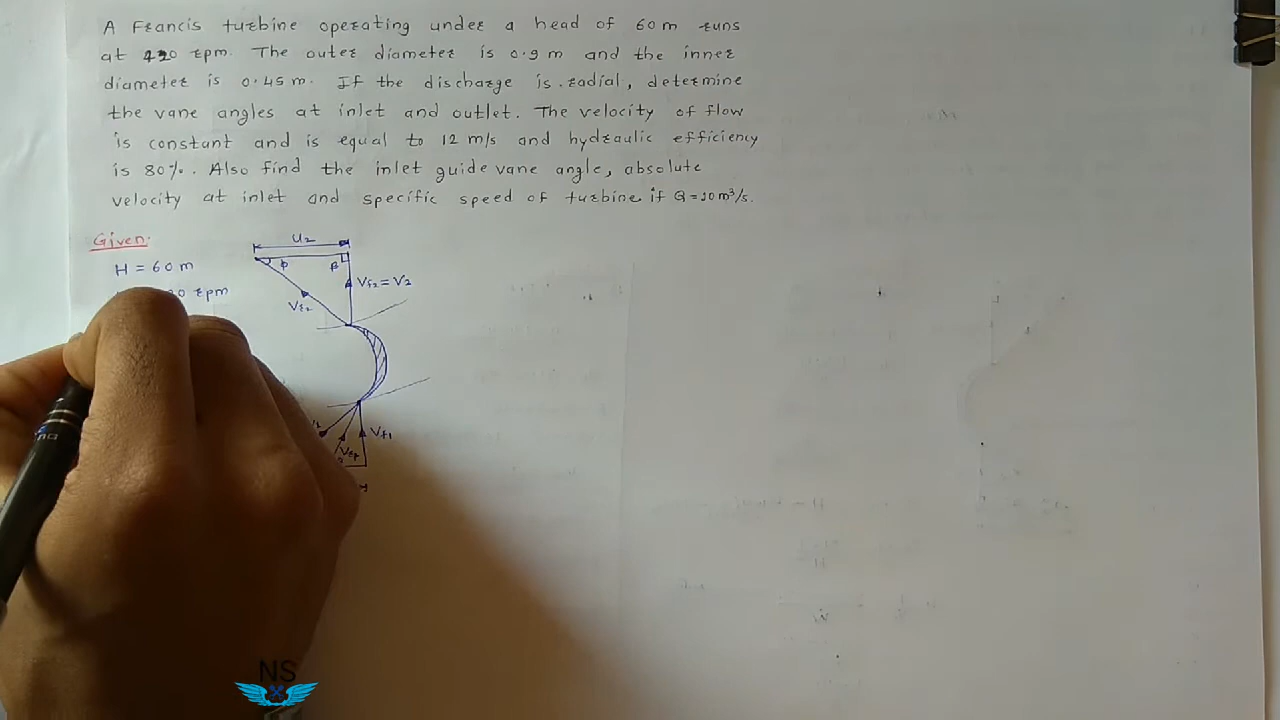 A Francis turbine operating under a head of 60 m runs
at 420 rpm. The outer diameter is 0.9 m and the inner
diameter is 0.45 m. If the discharge is radial, determine
the vane angles at inlet and outlet. The velocity of flow
is constant and is equal to 12 m/s and hydraulic efficiency
is 80%. Also find the inlet guide vane angle, absolute
velocity at inlet and specific speed of turbine if Q = 10 m³/s.
Given:
U2
H = 60 m
φ β
Vf2 = V2
rpm
Vr2
Vf1
Vr1
NS